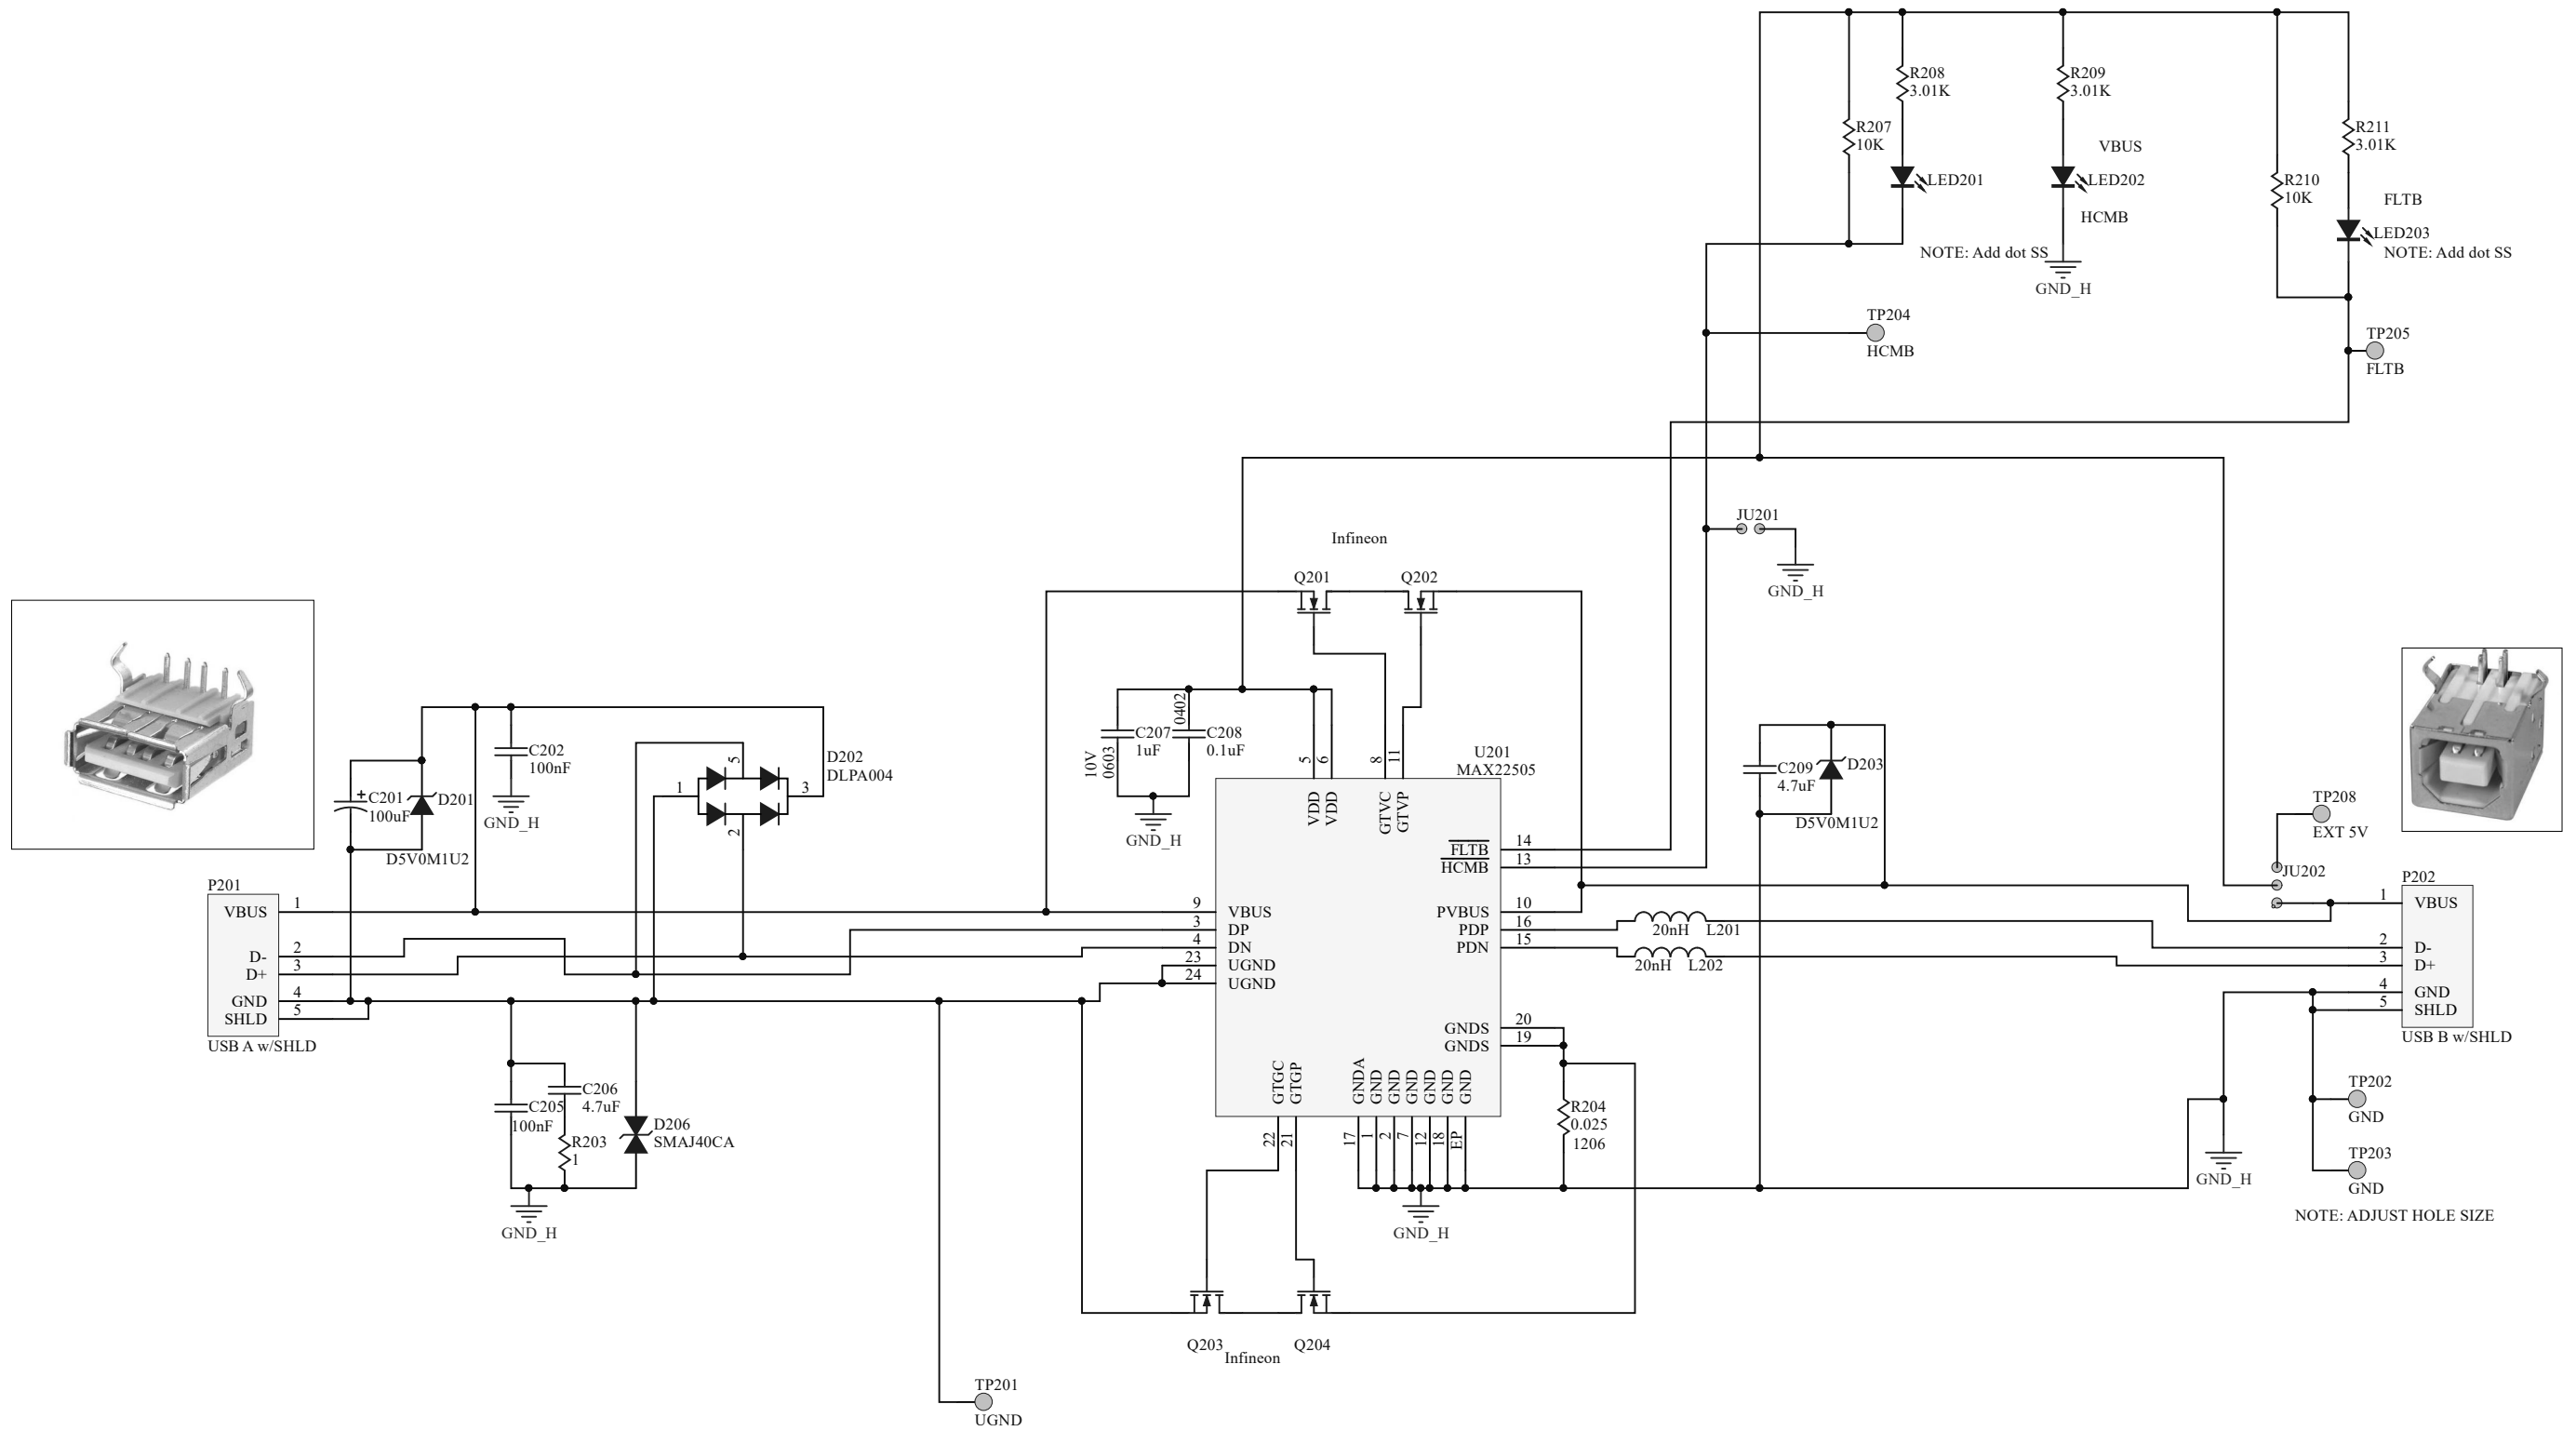 R208
3.01K
R209
3.01K
R207
10K
R211
3.01K
VBUS
LED201
LED202
R210
10K
FLTB
HCMB
LED203
NOTE: Add dot SS
NOTE: Add dot SS
GND_H
TP204
HCMB
TP205
FLTB
JU201
GND_H
Infineon
Q201
Q202
C207
1uF
10V
0603
0402
C208
0.1uF
GND_H
5
6
8
11
U201
MAX22505
VDD
VDD
GTVC
GTVP
FLTB
14
HCMB
13
9
VBUS
3
DP
4
DN
23
UGND
24
UGND
PVBUS
10
PDP
16
PDN
15
GNDS
20
GNDS
19
GTGC
GTGP
GNDA
GND
GND
GND
GND
GND
GND
22
21
17
1
2
7
12
18
EP
GND_H
R204
0.025
1206
20nH
L201
20nH
L202
C202
100nF
GND_H
C201
100uF
D201
D5V0M1U2
D202
DLPA004
1
5
3
2
P201
VBUS
1
D-
2
D+
3
GND
4
SHLD
5
USB A w/SHLD
C206
4.7uF
C205
100nF
R203
1
D206
SMAJ40CA
GND_H
Q203
Q204
Infineon
TP201
UGND
C209
4.7uF
D203
D5V0M1U2
TP208
EXT 5V
JU202
P202
1
VBUS
2
D-
3
D+
4
GND
5
SHLD
USB B w/SHLD
TP202
GND
TP203
GND
GND_H
NOTE: ADJUST HOLE SIZE